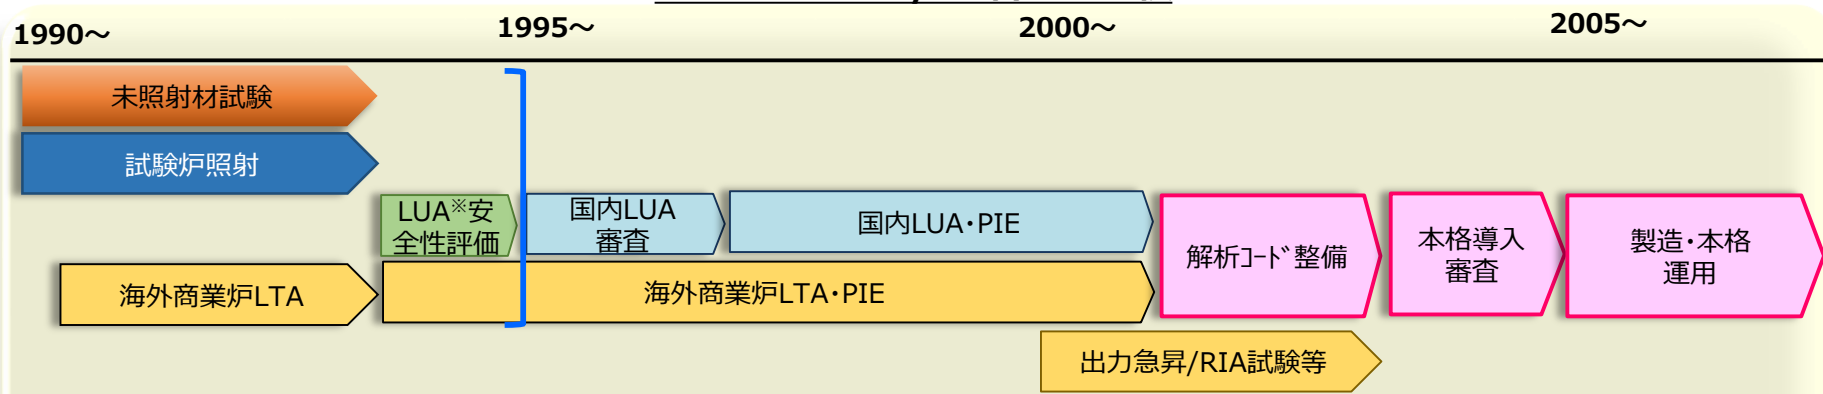 1990～
1995～
2000～
2005～
未照射材試験
試験炉照射
LUA※安
全性評価
国内LUA
審査
国内LUA・PIE
解析ｺｰﾄﾞ整備
本格導入
審査
製造・本格
運用
海外商業炉LTA
海外商業炉LTA・PIE
出力急昇/RIA試験等